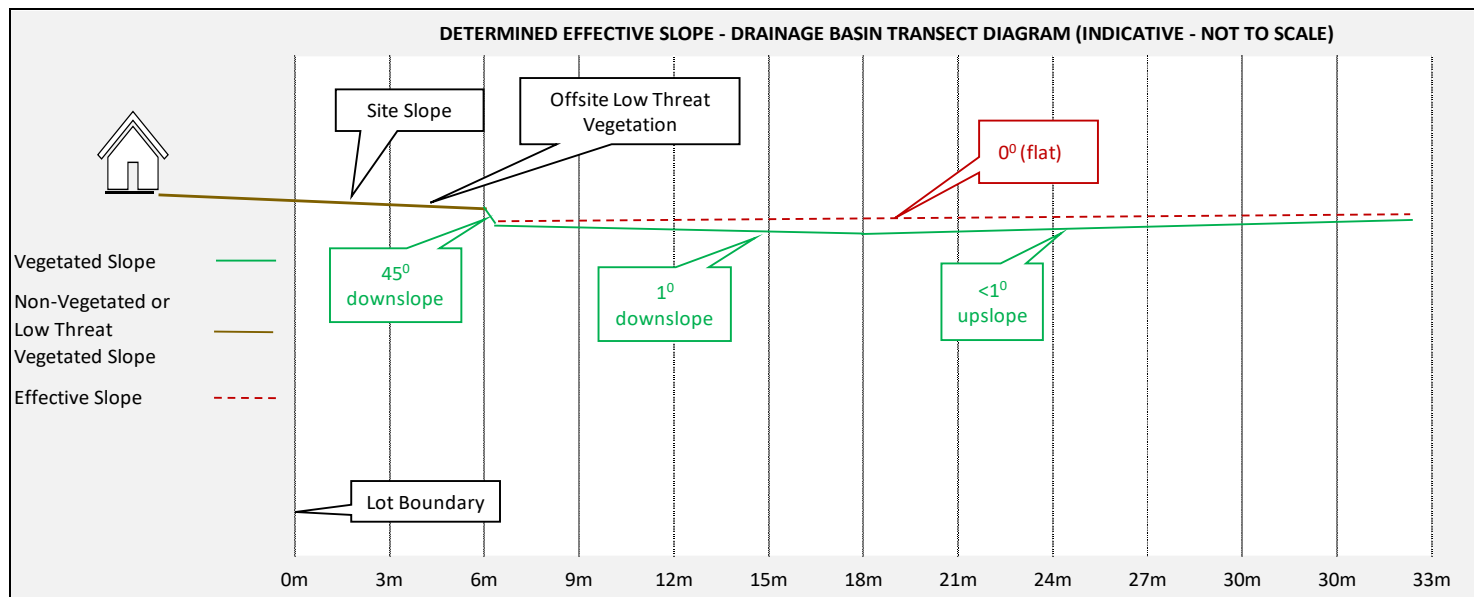 DETERMINED EFFECTIVE SLOPE - DRAINAGE BASIN TRANSECT DIAGRAM (INDICATIVE - NOT TO SCALE)
Site Slope
Offsite Low Threat
Vegetation
0⁰ (flat)
45⁰
downslope
1⁰
downslope
<1⁰
upslope
Vegetated Slope
Non-Vegetated or
Low Threat
Vegetated Slope
Effective Slope
Lot Boundary
0m 3m 6m 9m 12m 15m 18m 21m 24m 27m 30m 30m 33m